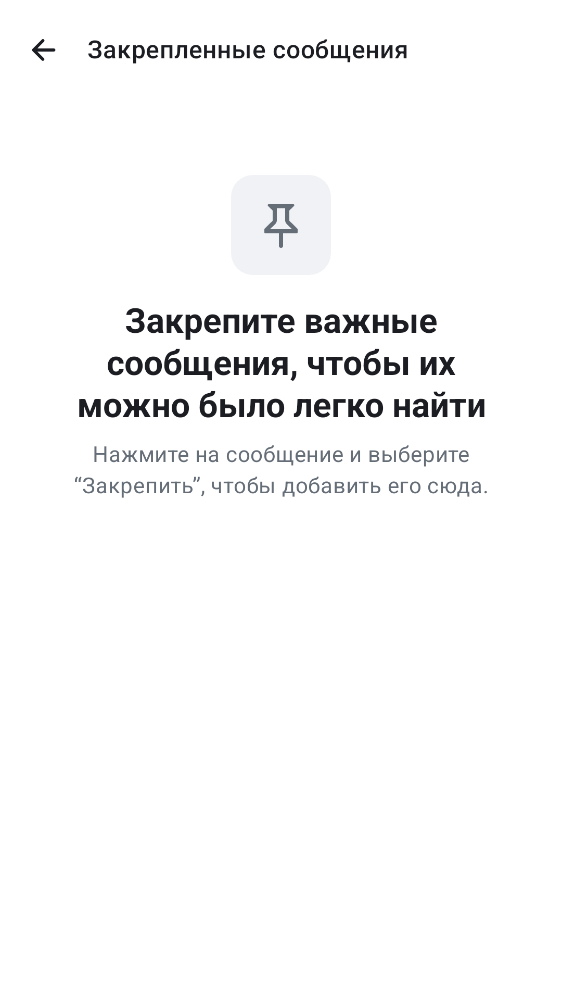 Закрепленные сообщения
Закрепите важные
сообщения, чтобы их
можно было легко найти
Нажмите на сообщение и выберите
“Закрепить”, чтобы добавить его сюда.